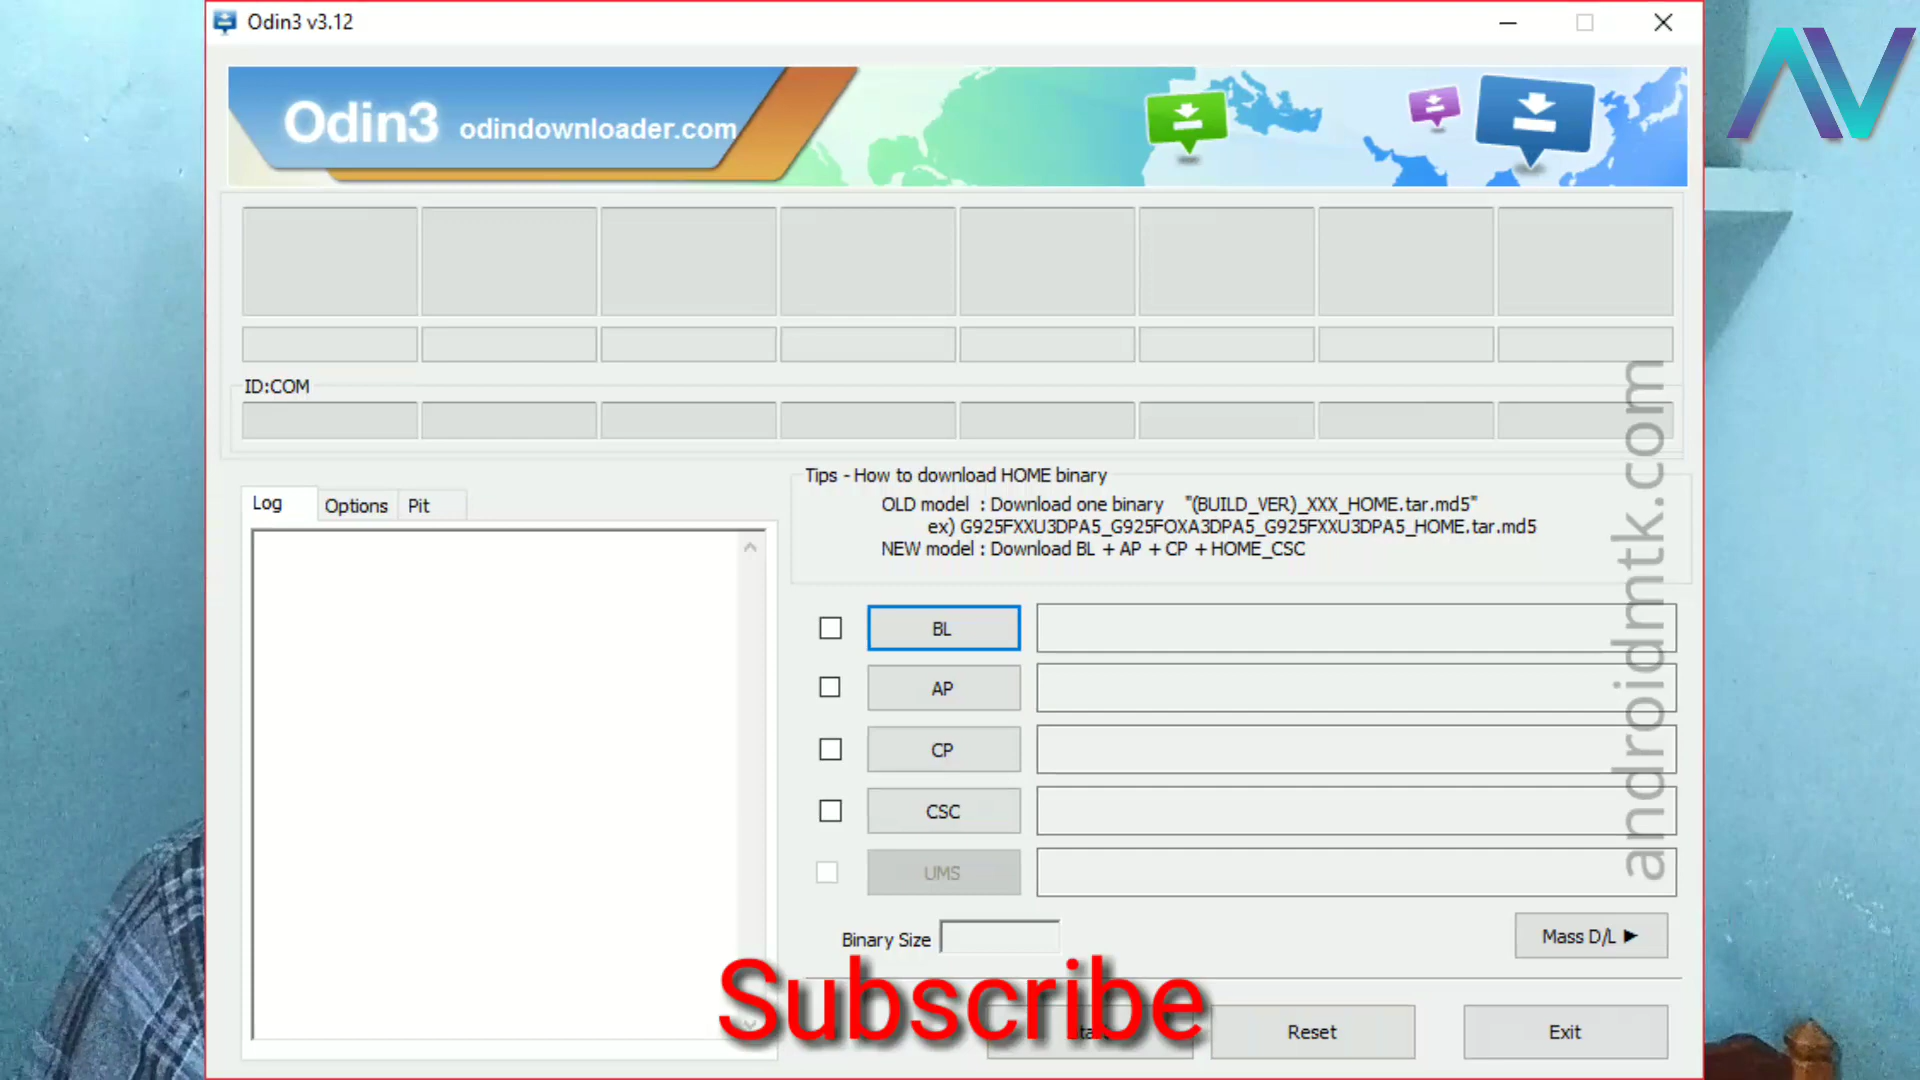 Odin3 v3.12
Odin3 odindownloader.com
ID:COM
Log
Options
Pit
Tips - How to download HOME binary
OLD model : Download one binary "(BUILD_VER)_XXX_HOME.tar.md5"
ex) G925FXXU3DPA5_G925FOXA3DPA5_G925FXXU3DPA5_HOME.tar.md5
NEW model : Download BL + AP + CP + HOME_CSC
BL
AP
CP
CSC
UMS
Binary Size
Mass D/L ►
Subscribe
Reset
Exit
androidmtk.com
AV